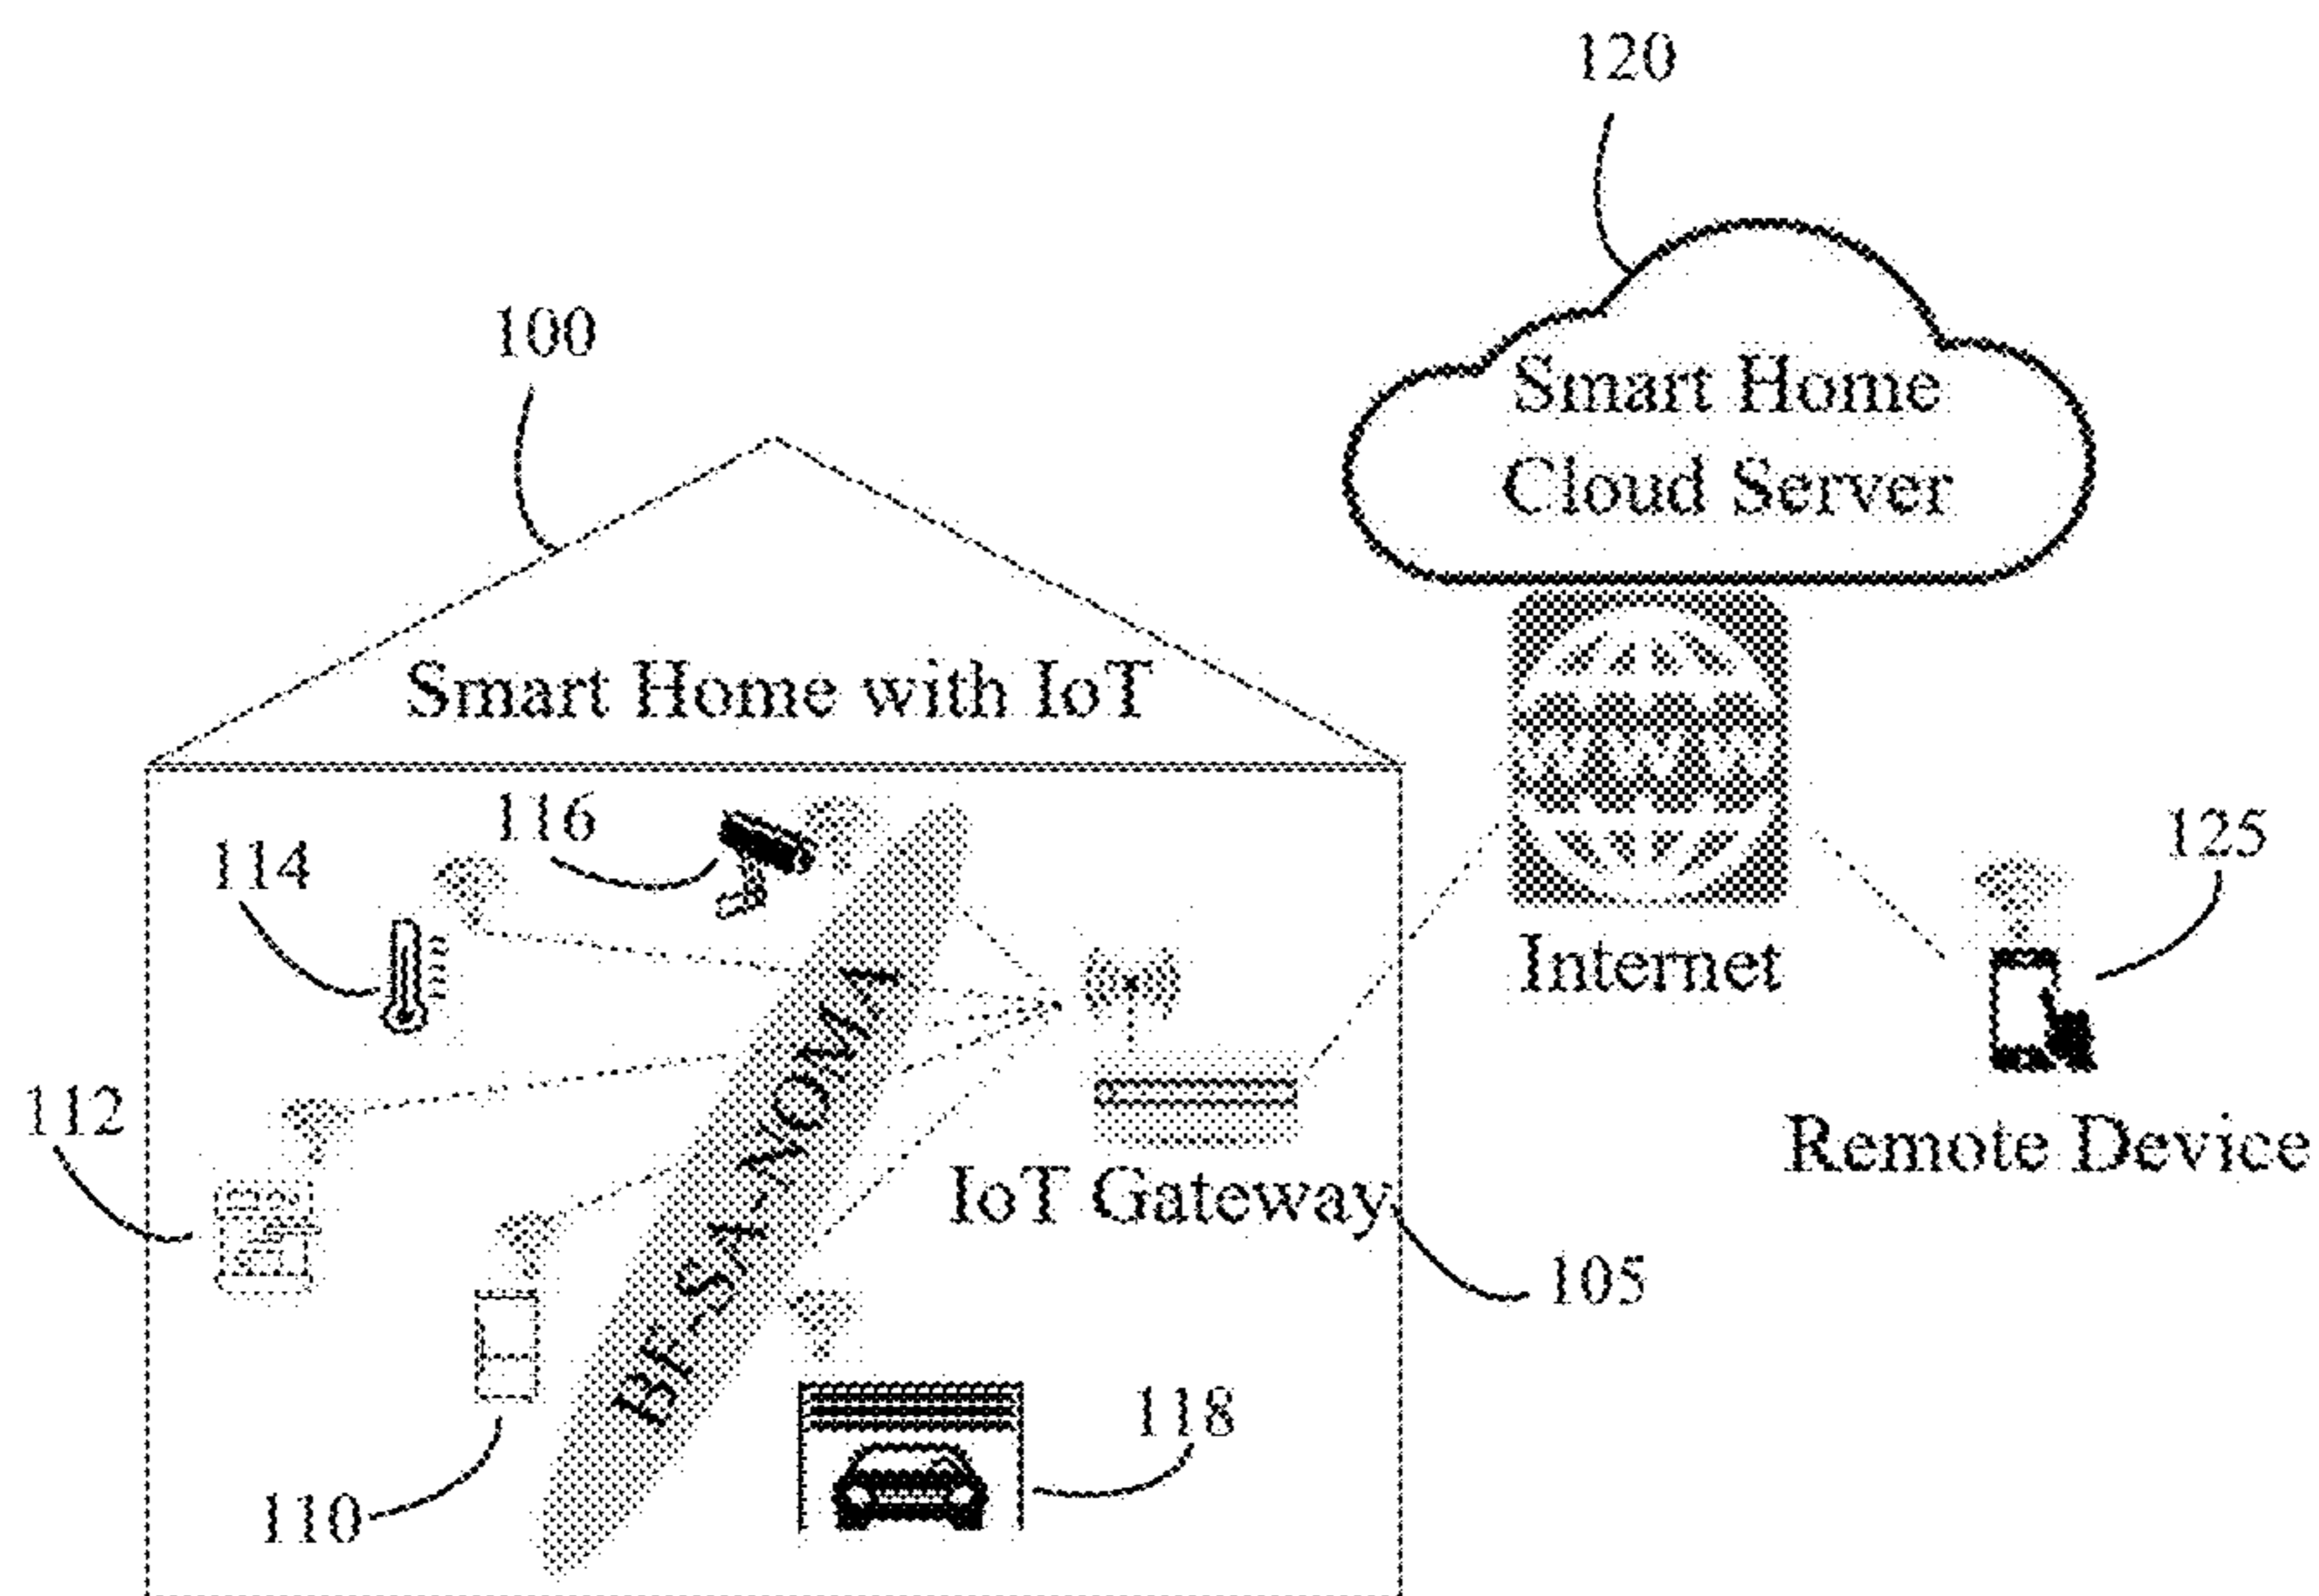 120
100
Smart Home
Cloud Server
Smart Home with IoT
116
114
125
BF-SA-NOMA
Internet
112
Remote Device
IoT Gateway
105
118
110